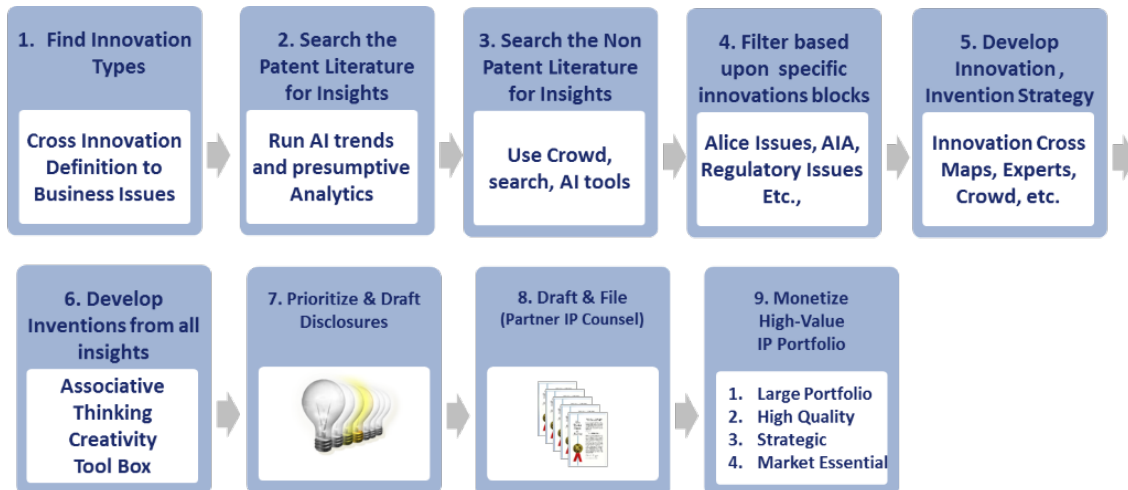 1. Find Innovation
Types
Cross Innovation
Definition to
Business Issues
2. Search the
Patent Literature
for Insights
Run AI trends
and presumptive
Analytics
3. Search the Non
Patent Literature
for Insights
Use Crowd,
search, AI tools
4. Filter based
upon specific
innovations blocks
Alice Issues, AIA,
Regulatory Issues
Etc.,
5. Develop
Innovation ,
Invention Strategy
Innovation Cross
Maps, Experts,
Crowd, etc.
6. Develop
Inventions from all
insights
Associative
Thinking
Creativity
Tool Box
7. Prioritize & Draft
Disclosures
8. Draft & File
(Partner IP Counsel)
9. Monetize
High-Value
IP Portfolio
1. Large Portfolio
2. High Quality
3. Strategic
4. Market Essential